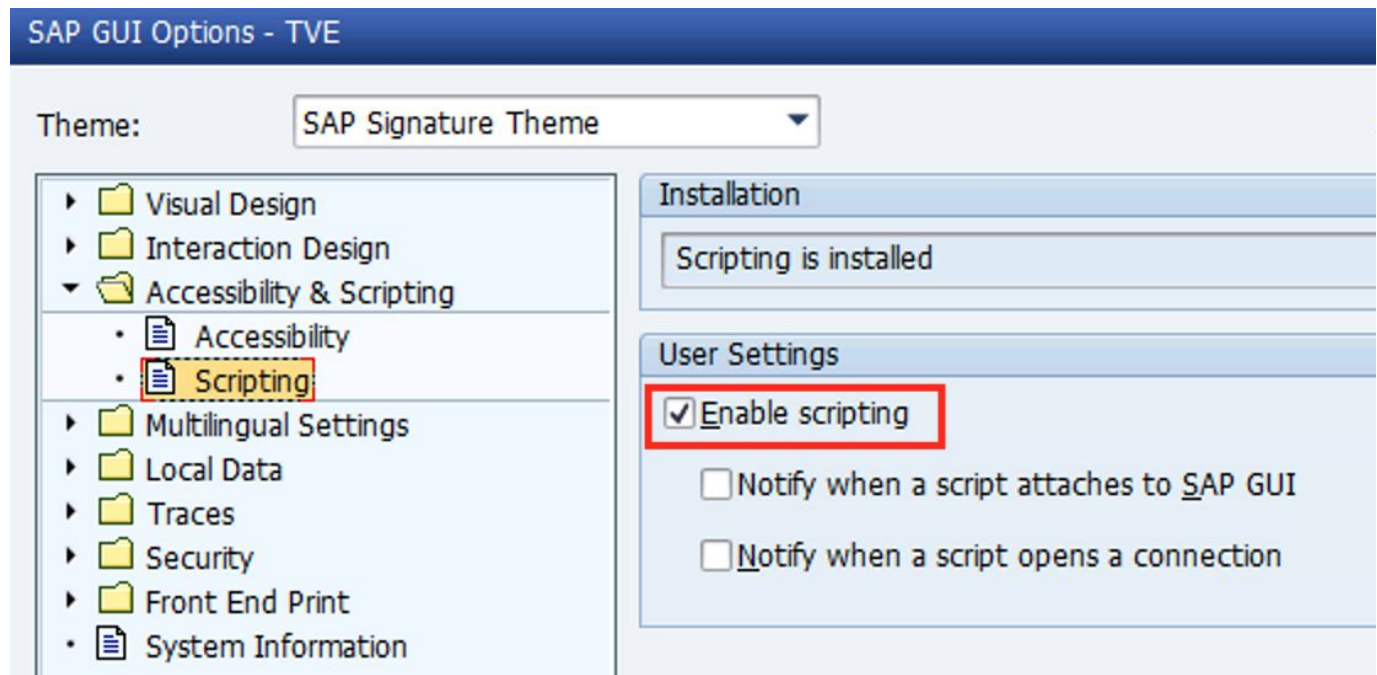 SAP GUI Options - TVE
Theme:
SAP Signature Theme
Visual Design
Interaction Design
Accessibility & Scripting
Accessibility
Scripting
Multilingual Settings
Local Data
Traces
Security
Front End Print
System Information
Installation
Scripting is installed
User Settings
Enable scripting
Notify when a script attaches to SAP GUI
Notify when a script opens a connection